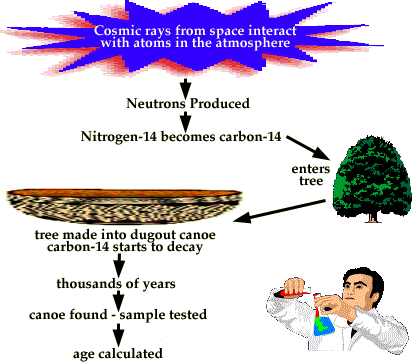 Cosmic rays from space interact
with atoms in the atmosphere
Neutrons Produced
Nitrogen-14 becomes carbon-14
enters
tree
tree made into dugout canoe
carbon-14 starts to decay
thousands of years
canoe found - sample tested
age calculated